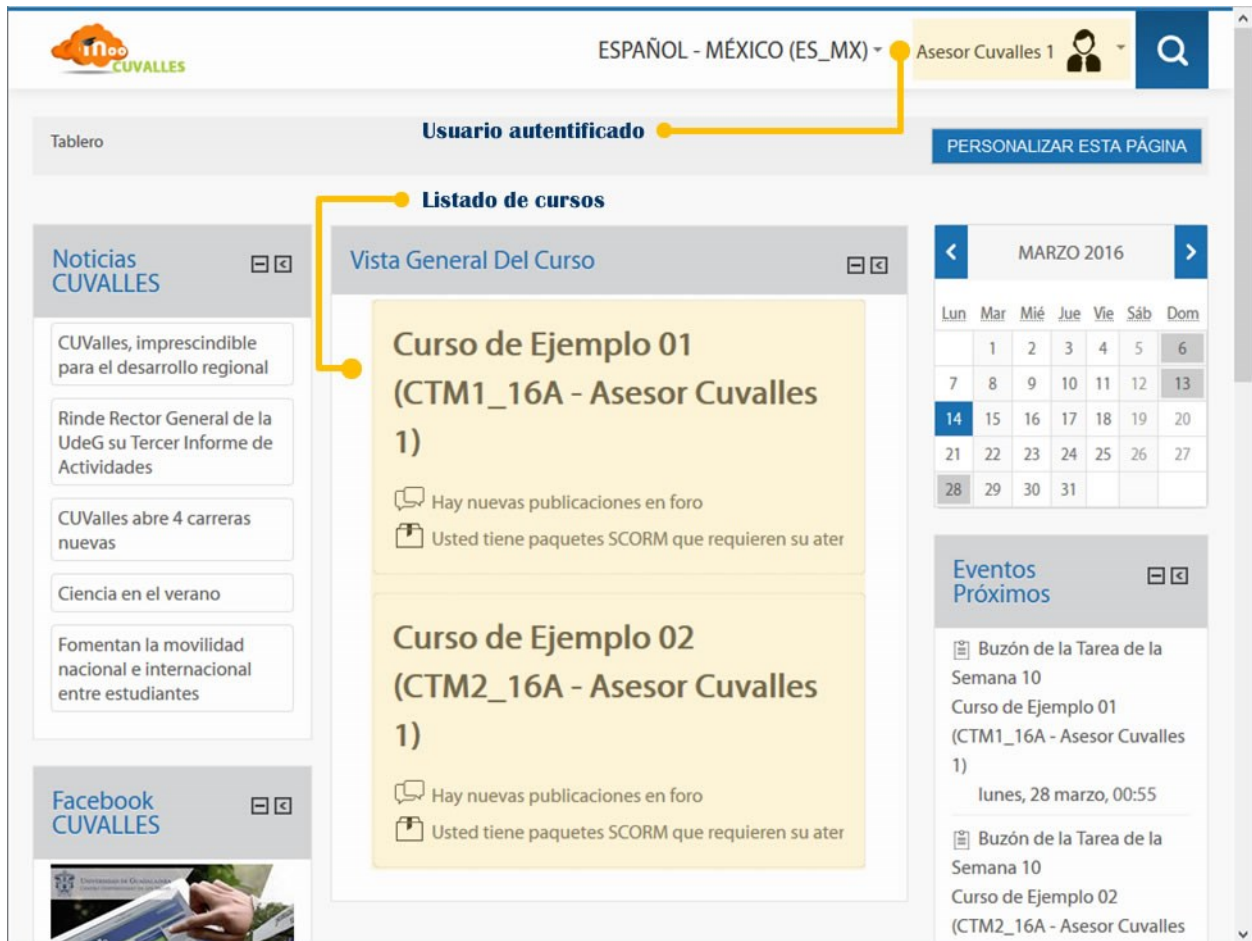 moo
CUVALLES
ESPAÑOL - MÉXICO (ES_MX)
Asesor Cuvalles 1
Tablero
Usuario autentificado
PERSONALIZAR ESTA PÁGINA
Listado de cursos
Noticias
CUVALLES
CUValles, imprescindible
para el desarrollo regional
Rinde Rector General de la
UdeG su Tercer Informe de
Actividades
CUValles abre 4 carreras
nuevas
Ciencia en el verano
Fomentan la movilidad
nacional e internacional
entre estudiantes
Facebook
CUVALLES
UNIVERSIDAD DE GUADALAJARA
Vista General Del Curso
Curso de Ejemplo 01
(CTM1_16A - Asesor Cuvalles
1)
Hay nuevas publicaciones en foro
Usted tiene paquetes SCORM que requieren su ater
Curso de Ejemplo 02
(CTM2_16A - Asesor Cuvalles
1)
Hay nuevas publicaciones en foro
Usted tiene paquetes SCORM que requieren su ater
MARZO 2016
Lun Mar Mié Jue Vie Sáb Dom
1 2 3 4 5 6
7 8 9 10 11 12 13
14 15 16 17 18 19 20
21 22 23 24 25 26 27
28 29 30 31
Eventos
Próximos
Buzón de la Tarea de la
Semana 10
Curso de Ejemplo 01
(CTM1_16A - Asesor Cuvalles
1)
lunes, 28 marzo, 00:55
Buzón de la Tarea de la
Semana 10
Curso de Ejemplo 02
(CTM2_16A - Asesor Cuvalles